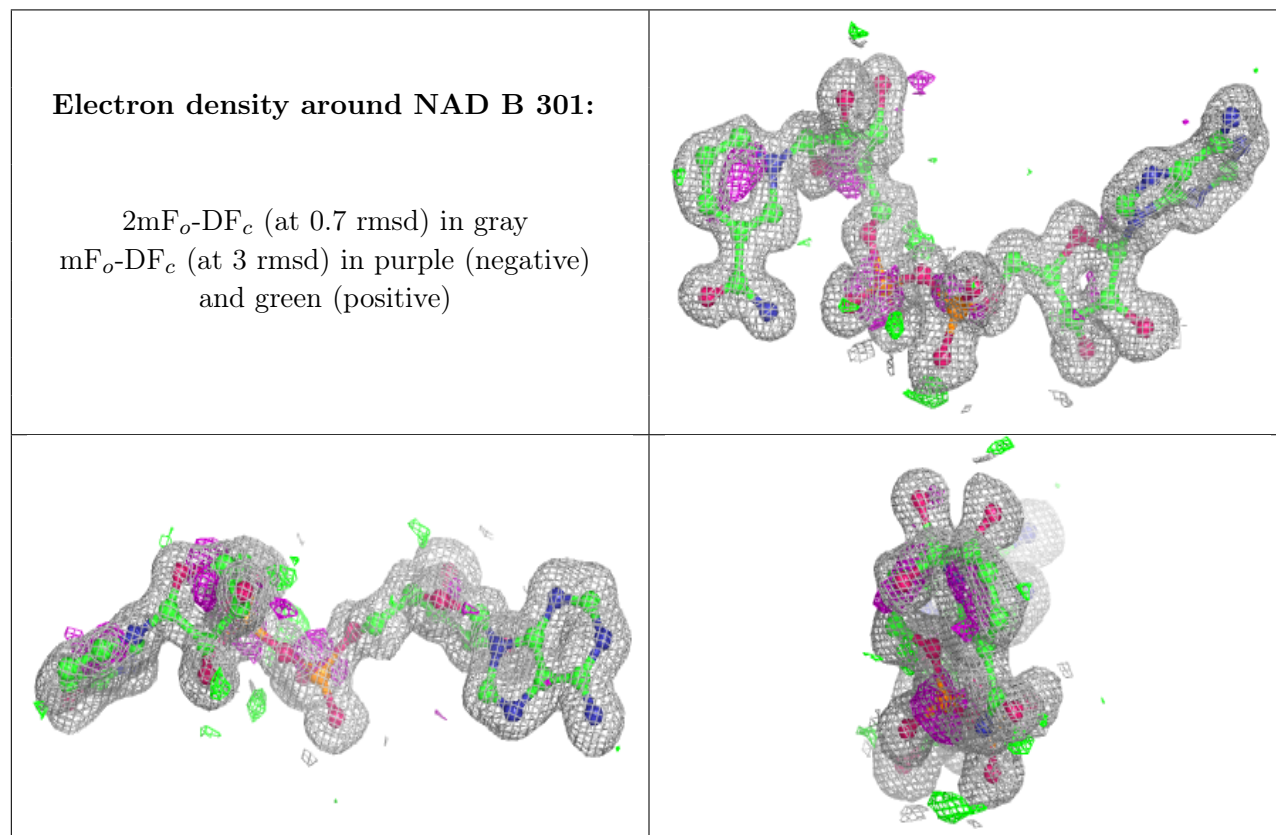 Electron density around NAD B 301:
2mFo-DFc (at 0.7 rmsd) in gray
mFo-DFc (at 3 rmsd) in purple (negative)
and green (positive)